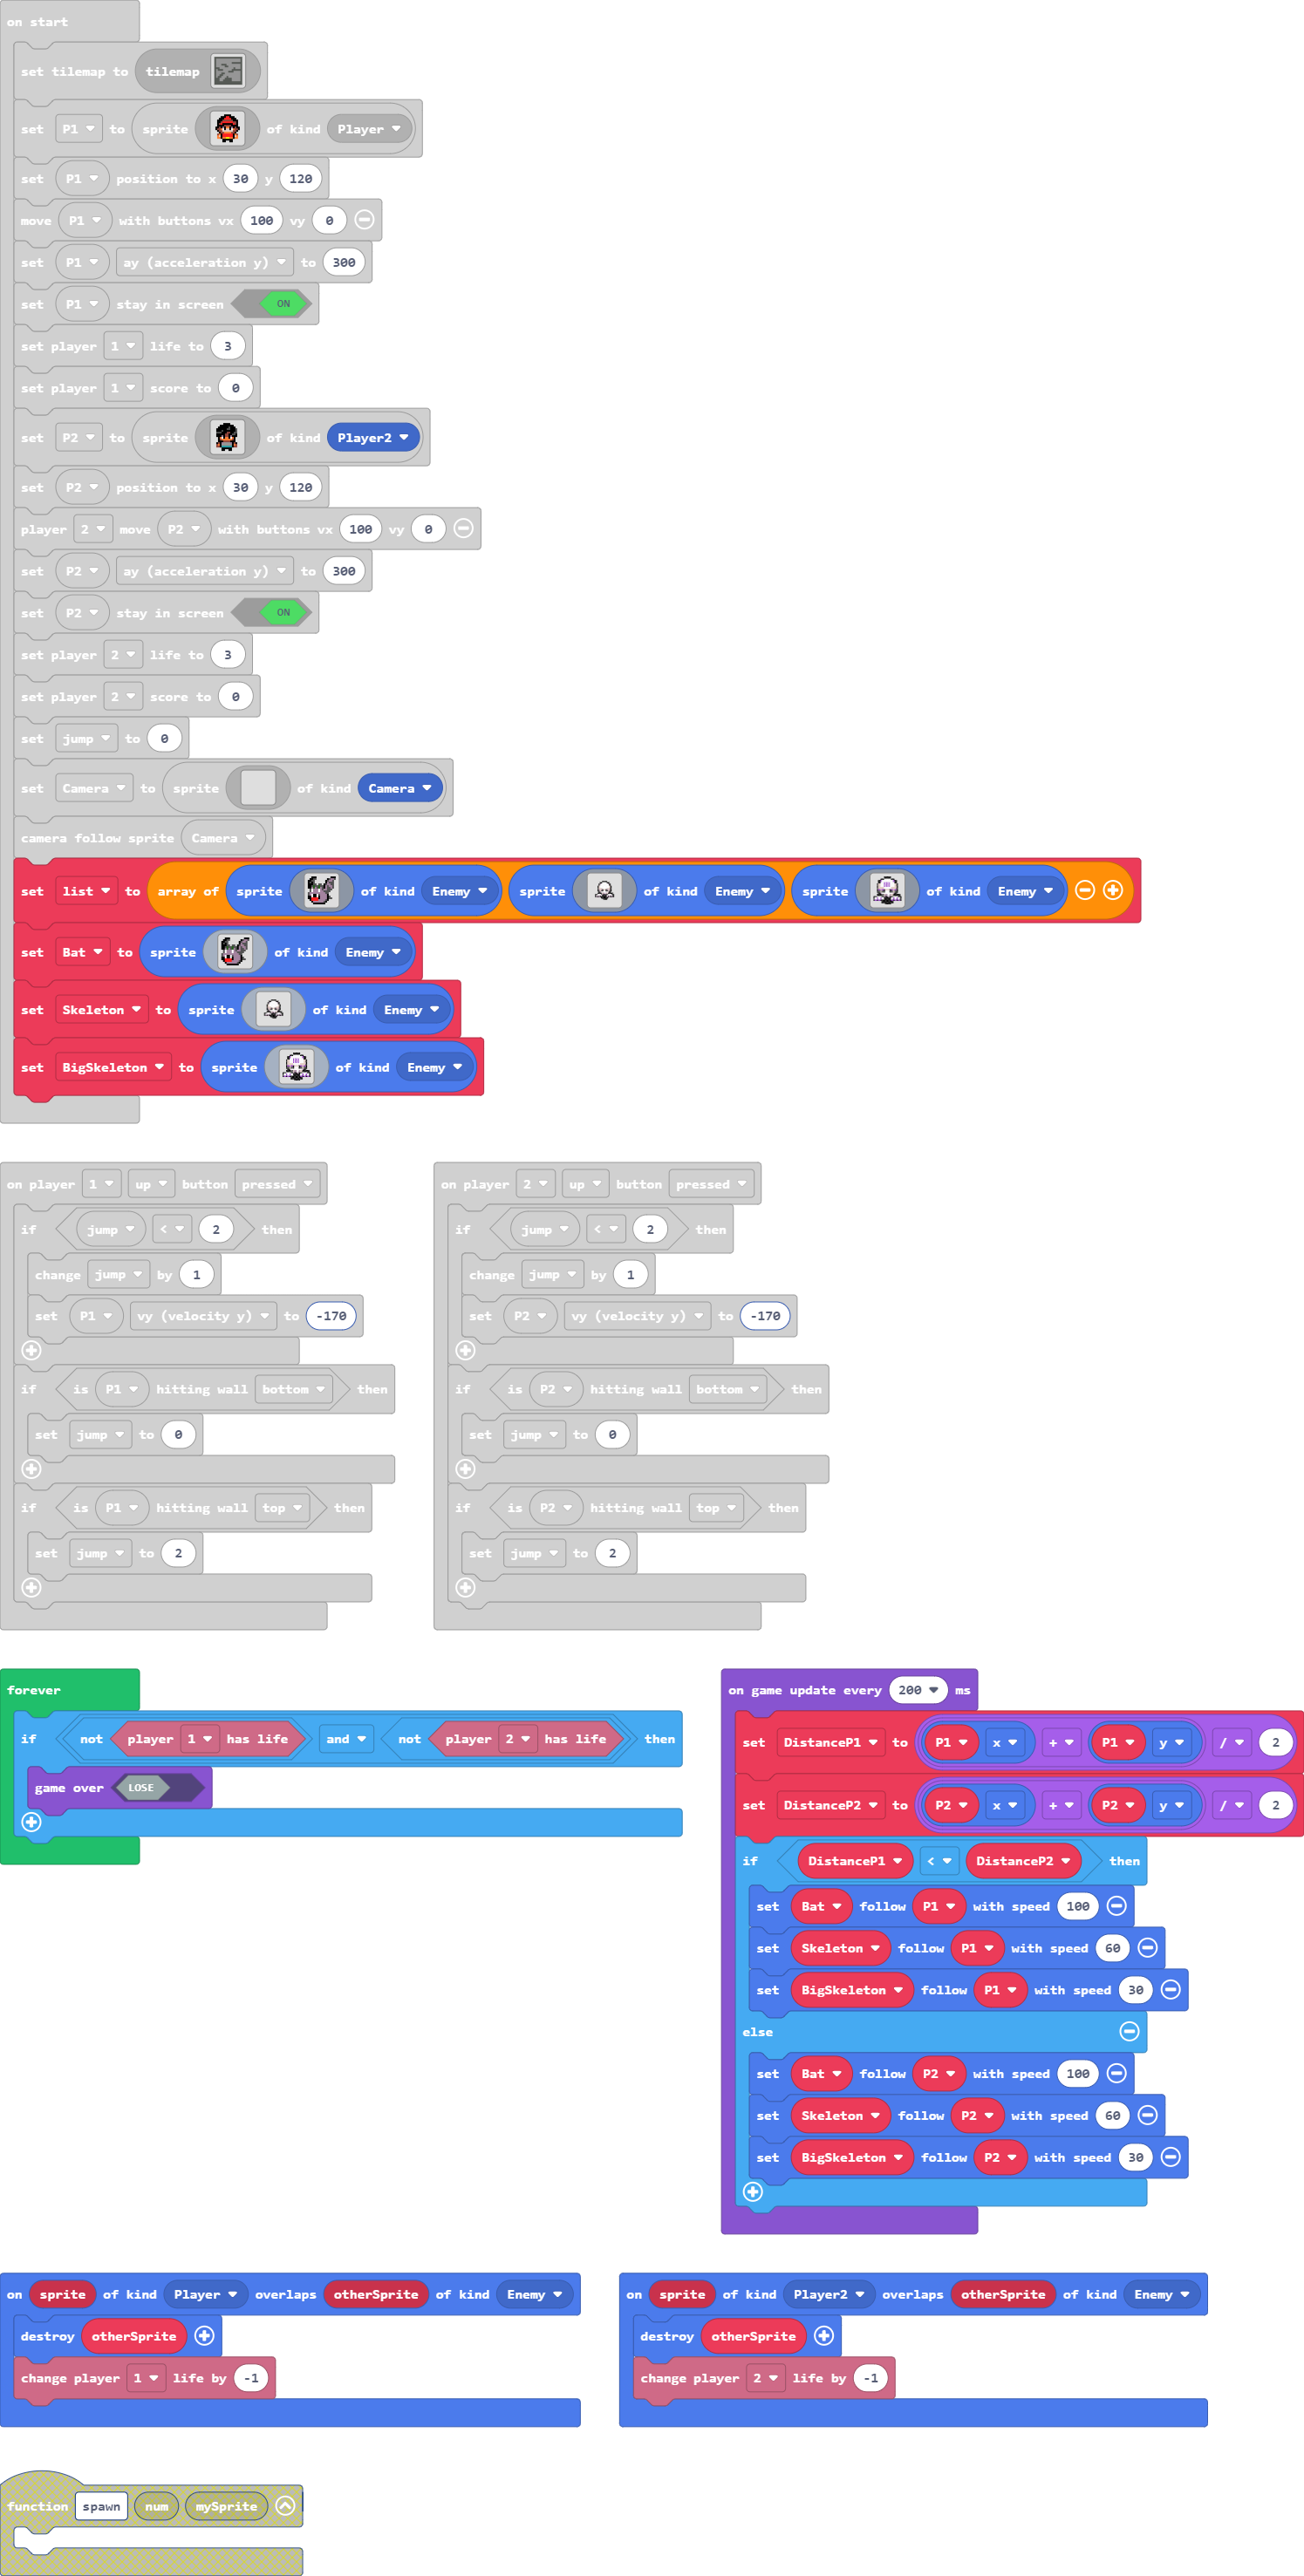 on start
set tilemap to tilemap
set P1 to sprite of kind Player
set P1 position to x 30 y 120
move P1 with buttons vx 100 vy 0
set P1 ay (acceleration y) to 300
set P1 stay in screen ON
set player 1 life to 3
set player 1 score to 0
set P2 to sprite of kind Player2
set P2 position to x 30 y 120
player 2 move P2 with buttons vx 100 vy 0
set P2 ay (acceleration y) to 300
set P2 stay in screen ON
set player 2 life to 3
set player 2 score to 0
set jump to 0
set Camera to sprite of kind Camera
camera follow sprite Camera
set list to array of sprite of kind Enemy sprite of kind Enemy sprite of kind Enemy
set Bat to sprite of kind Enemy
set Skeleton to sprite of kind Enemy
set BigSkeleton to sprite of kind Enemy
on player 1 up button pressed
if jump < 2 then
change jump by 1
set P1 vy (velocity y) to -170
if is P1 hitting wall bottom then
set jump to 0
if is P1 hitting wall top then
set jump to 2
on player 2 up button pressed
if jump < 2 then
change jump by 1
set P2 vy (velocity y) to -170
if is P2 hitting wall bottom then
set jump to 0
if is P2 hitting wall top then
set jump to 2
forever
if not player 1 has life and not player 2 has life then
game over LOSE
on game update every 200 ms
set DistanceP1 to P1 x + P1 y / 2
set DistanceP2 to P2 x + P2 y / 2
if DistanceP1 < DistanceP2 then
set Bat follow P1 with speed 100
set Skeleton follow P1 with speed 60
set BigSkeleton follow P1 with speed 30
else
set Bat follow P2 with speed 100
set Skeleton follow P2 with speed 60
set BigSkeleton follow P2 with speed 30
on sprite of kind Player overlaps otherSprite of kind Enemy
destroy otherSprite
change player 1 life by -1
on sprite of kind Player2 overlaps otherSprite of kind Enemy
destroy otherSprite
change player 2 life by -1
function spawn num mySprite